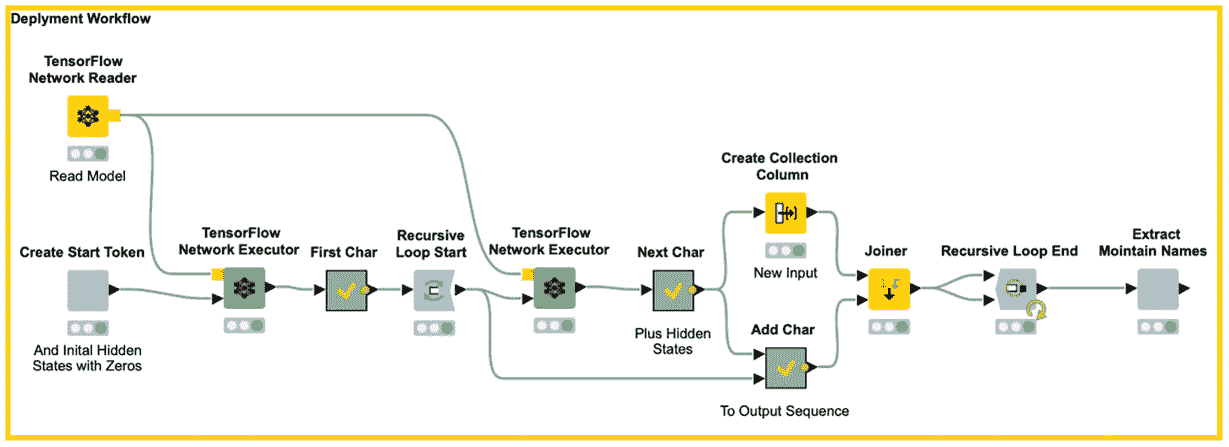 Deplyment Workflow
TensorFlow
Network Reader
Read Model
Create Start Token
And Inital Hidden
States with Zeros
TensorFlow
Network Executor
First Char
Recursive
Loop Start
TensorFlow
Network Executor
Next Char
Plus Hidden
States
Create Collection
Column
New Input
Add Char
To Output Sequence
Joiner
Recursive Loop End
Extract
Maintain Names